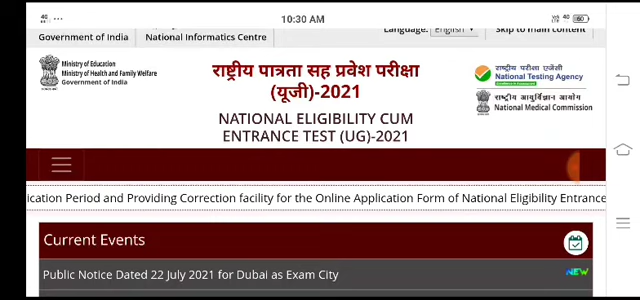 10:30 AM
Government of India
National Informatics Centre
Language: English
Skip to main content
Ministry of Education
Ministry of Health and Family Welfare
Government of India
राष्ट्रीय पात्रता सह प्रवेश परीक्षा
(यूजी)-2021
NATIONAL ELIGIBILITY CUM
ENTRANCE TEST (UG)-2021
राष्ट्रीय परीक्षा एजेंसी
National Testing Agency
राष्ट्रीय आयुर्विज्ञान आयोग
National Medical Commission
ication Period and Providing Correction facility for the Online Application Form of National Eligibility Entrance
Current Events
Public Notice Dated 22 July 2021 for Dubai as Exam City
NEW